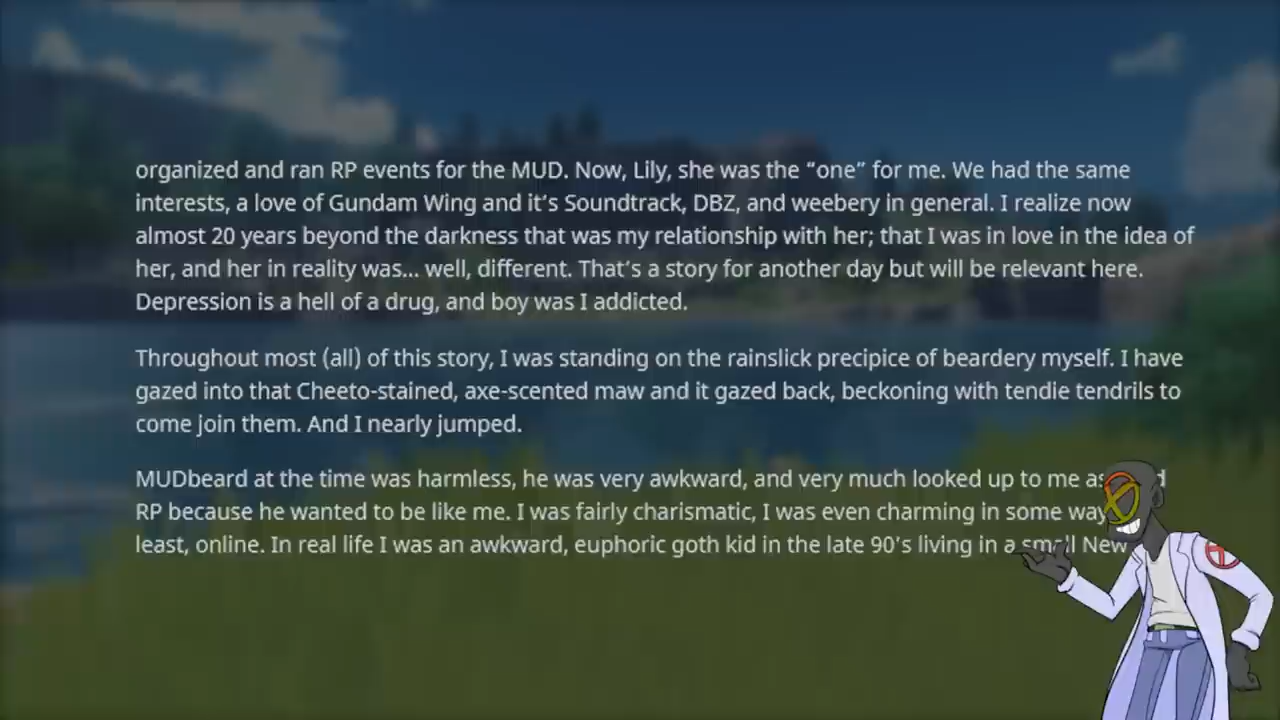 organized and ran RP events for the MUD. Now, Lily, she was the “one” for me. We had the same
interests, a love of Gundam Wing and it’s Soundtrack, DBZ, and weebery in general. I realize now
almost 20 years beyond the darkness that was my relationship with her; that I was in love in the idea of
her, and her in reality was... well, different. That’s a story for another day but will be relevant here.
Depression is a hell of a drug, and boy was I addicted.
Throughout most (all) of this story, I was standing on the rainslick precipice of beardery myself. I have
gazed into that Cheeto-stained, axe-scented maw and it gazed back, beckoning with tendie tendrils to
come join them. And I nearly jumped.
MUDbeard at the time was harmless, he was very awkward, and very much looked up to me as
RP because he wanted to be like me. I was fairly charismatic, I was even charming in some way
least, online. In real life I was an awkward, euphoric goth kid in the late 90’s living in a small New